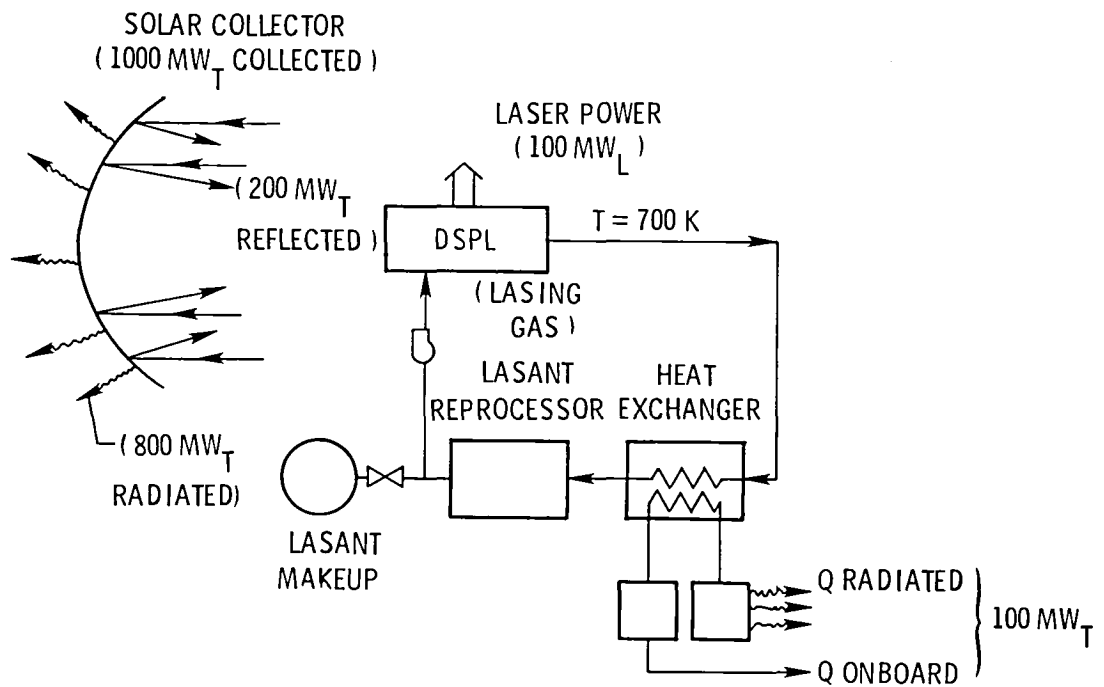 SOLAR COLLECTOR
( 1000 MW_T COLLECTED )
LASER POWER
( 100 MW_L )
( 200 MW_T
REFLECTED )
DSPL
T = 700 K
( LASING
GAS )
LASANT
REPROCESSOR
HEAT
EXCHANGER
( 800 MW_T
RADIATED)
LASANT
MAKEUP
Q RADIATED
100 MW_T
Q ONBOARD